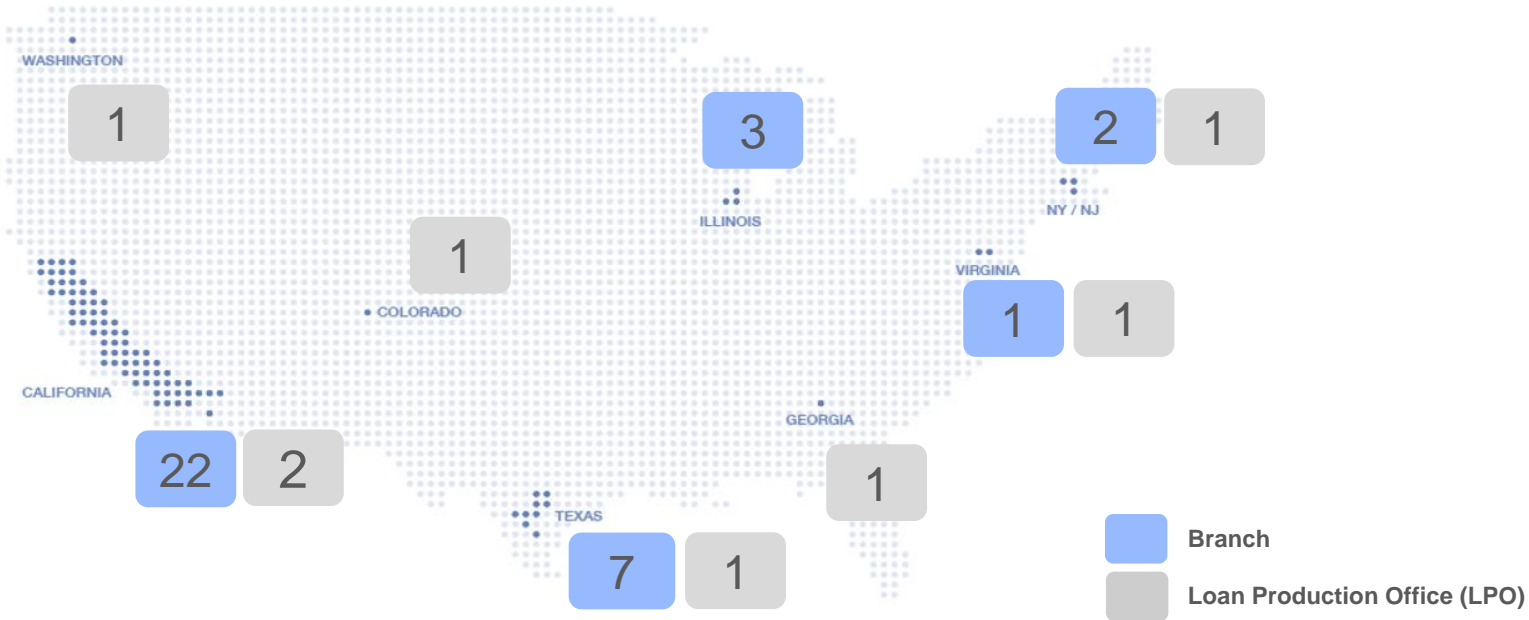 WASHINGTON
1
3
2 1
ILLINOIS
NY / NJ
1
COLORADO
VIRGINIA
1 1
CALIFORNIA
22 2
GEORGIA
1
TEXAS
7 1
Branch
Loan Production Office (LPO)